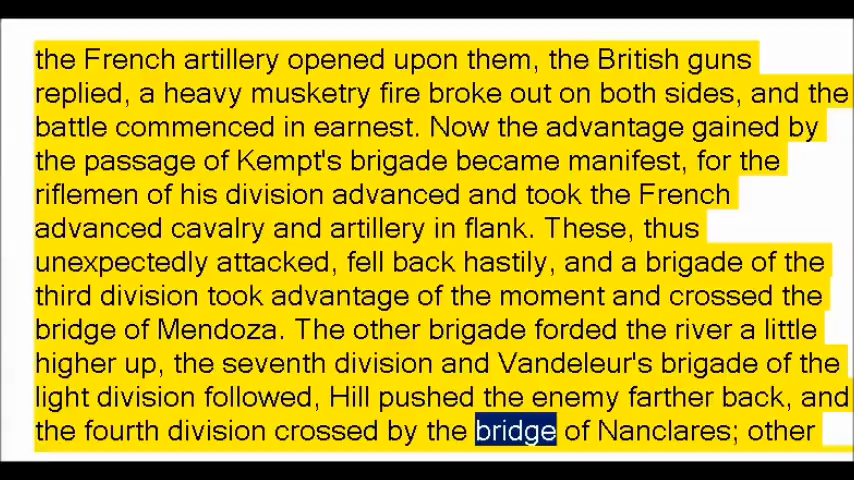 the French artillery opened upon them, the British guns
replied, a heavy musketry fire broke out on both sides, and the
battle commenced in earnest. Now the advantage gained by
the passage of Kempt's brigade became manifest, for the
riflemen of his division advanced and took the French
advanced cavalry and artillery in flank. These, thus
unexpectedly attacked, fell back hastily, and a brigade of the
third division took advantage of the moment and crossed the
bridge of Mendoza. The other brigade forded the river a little
higher up, the seventh division and Vandeleur's brigade of the
light division followed, Hill pushed the enemy farther back, and
the fourth division crossed by the bridge of Nanclares; other